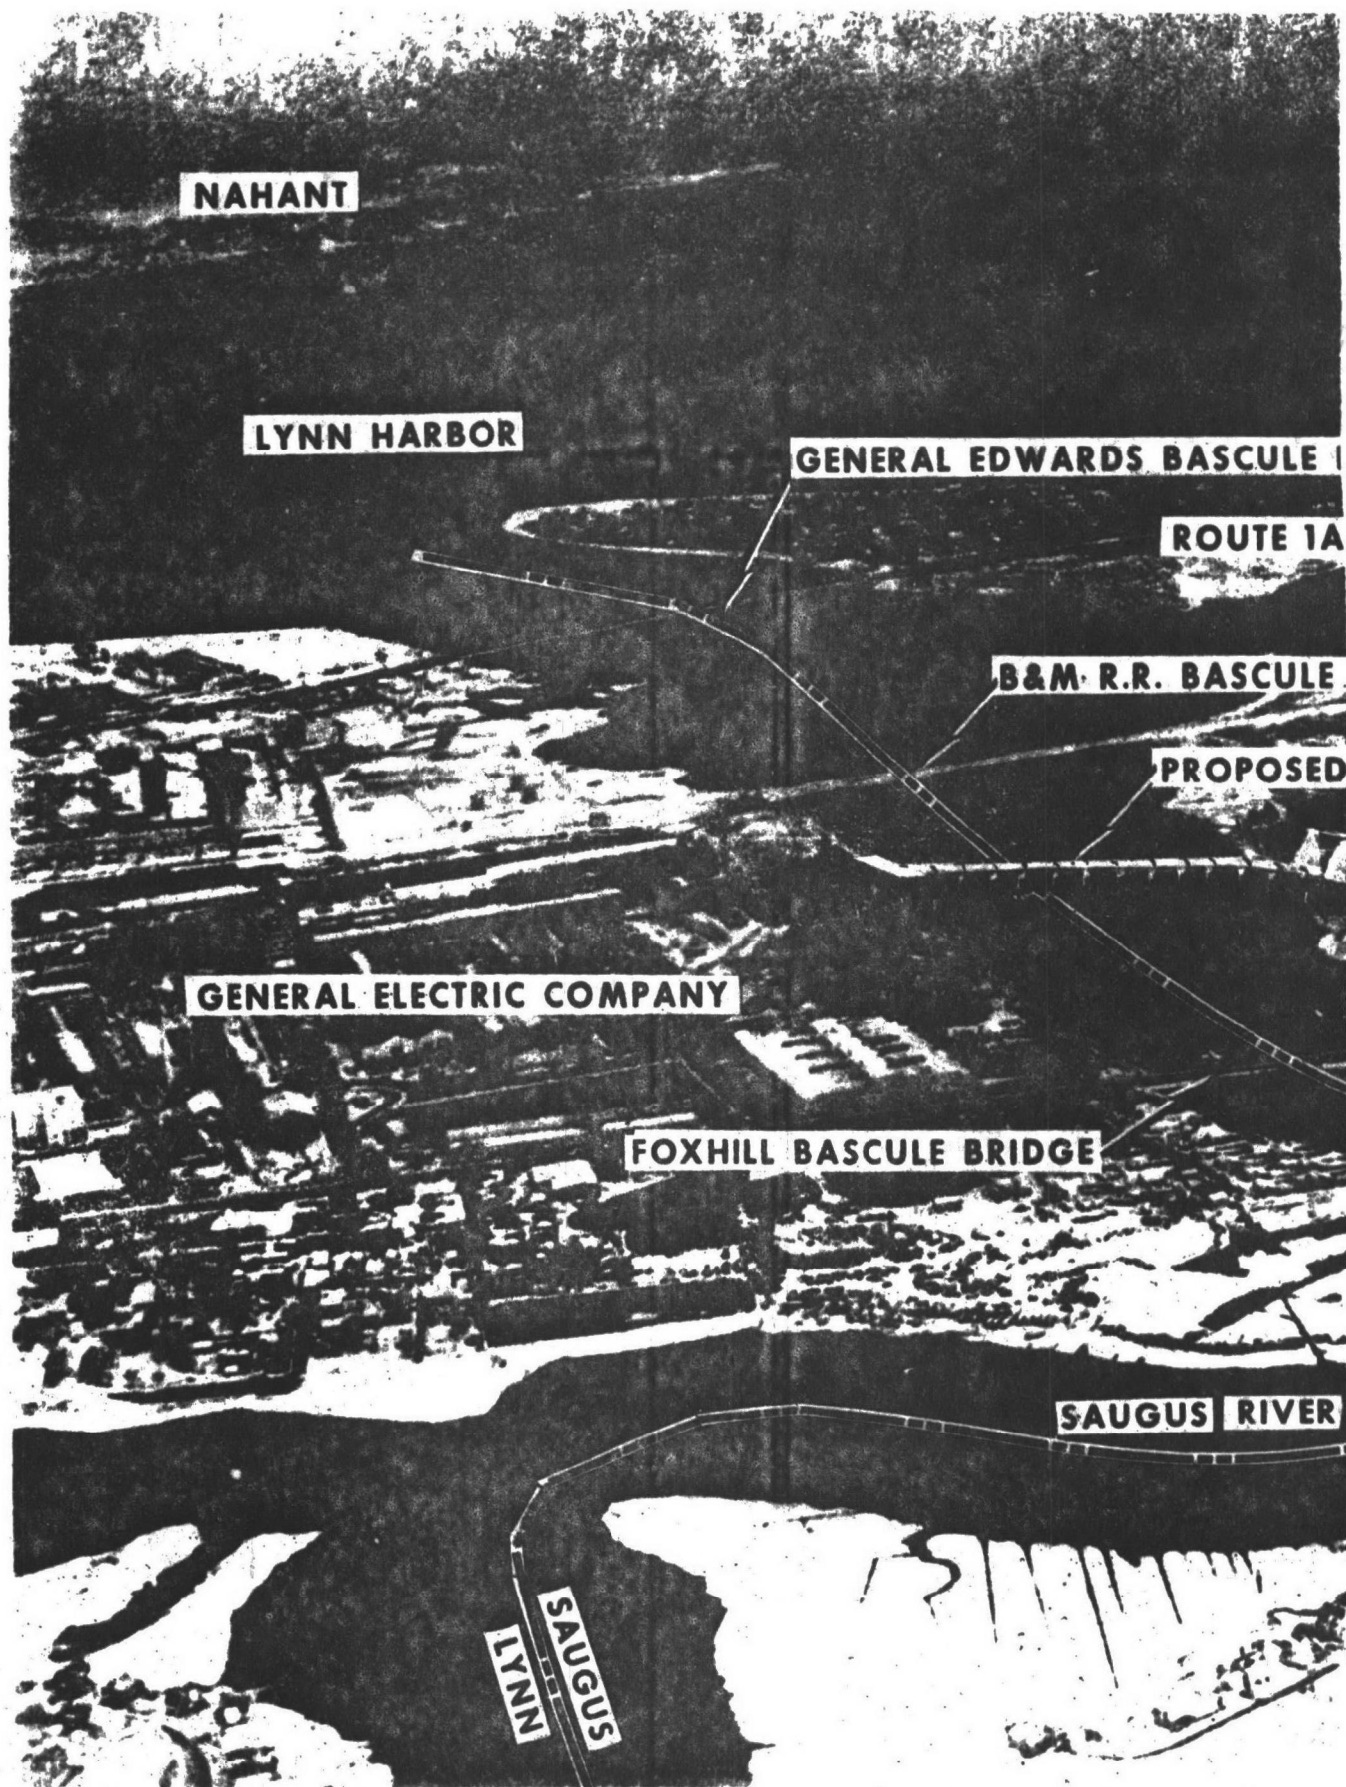 NAHANT
LYNN HARBOR
GENERAL EDWARDS BASCULE
ROUTE 1A
B&M R.R. BASCULE
PROPOSED
GENERAL ELECTRIC COMPANY
FOXHILL BASCULE BRIDGE
SAUGUS RIVER
SAUGUS
LYNN